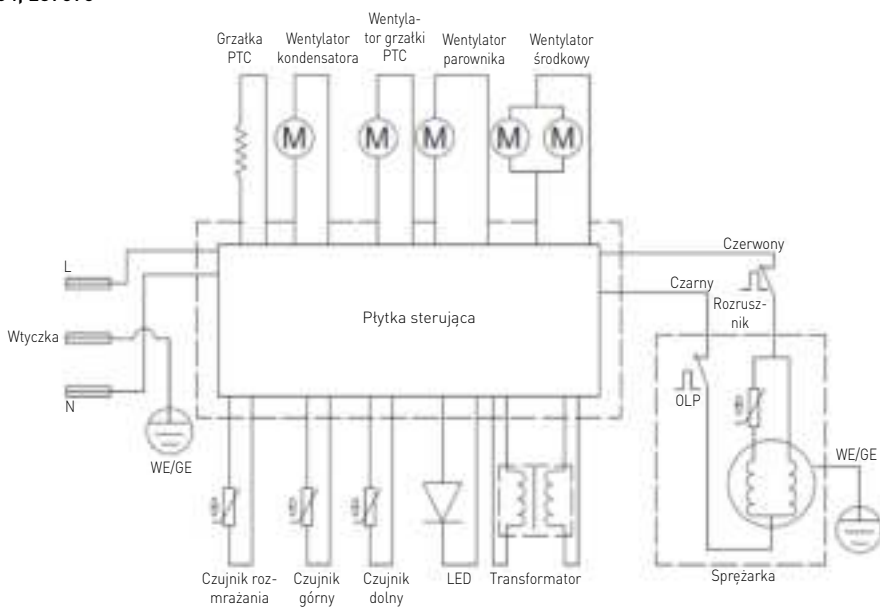 Grzałka
PTC
Wentylator
kondensatora
Wentyla-
tor grzałki
PTC
Wentylator
parownika
Wentylator
środkowy
M
M
M
M
M
L
Wtyczka
N
WE/GE
Płytka sterująca
Czerwony
Czarny
Rozrusz-
nik
OLP
WE/GE
Sprężarka
Czujnik roz-
mrażania
Czujnik
górny
Czujnik
dolny
LED
Transformator